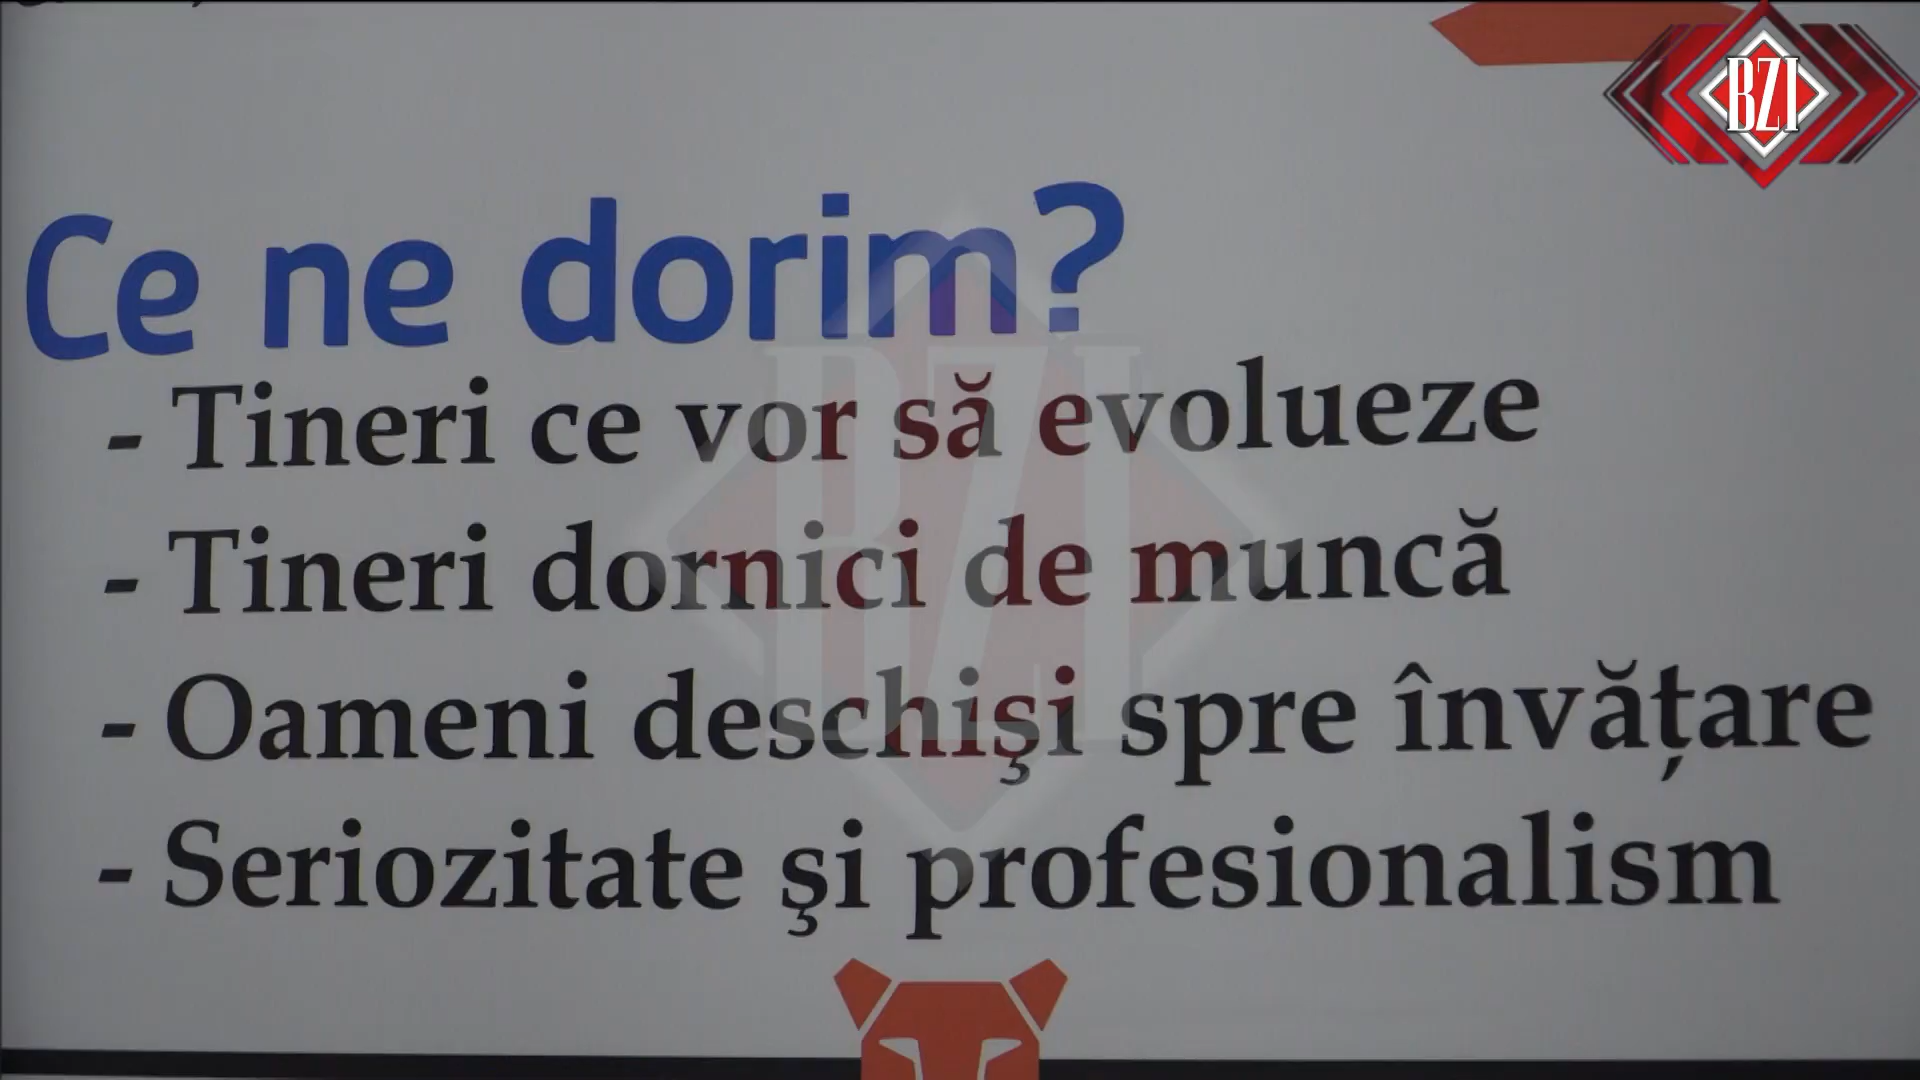 BZI
Ce ne dorim?
- Tineri ce vor să evolueze
- Tineri dornici de muncă
- Oameni deschişi spre învățare
- Seriozitate şi profesionalism
BZI